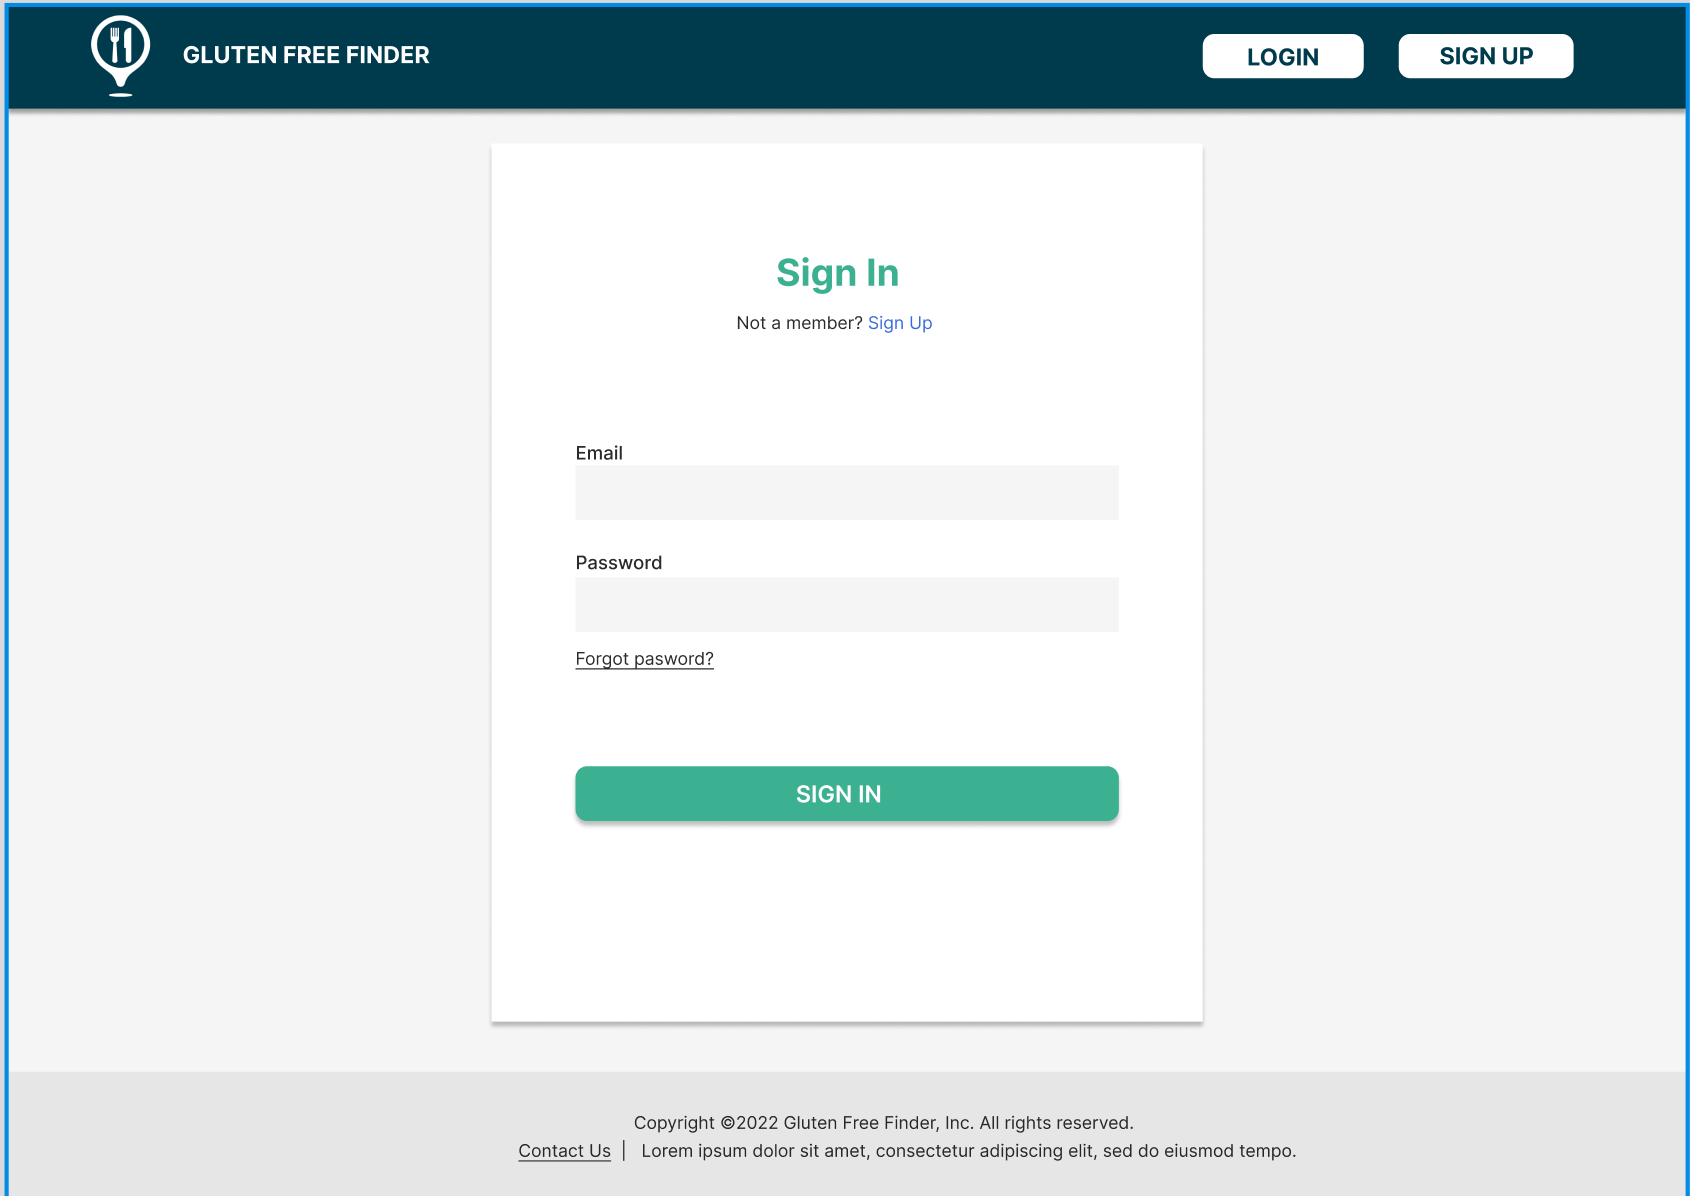 GLUTEN FREE FINDER
LOGIN
SIGN UP
Sign In
Not a member? Sign Up
Email
Password
Forgot pasword?
SIGN IN
Copyright ©2022 Gluten Free Finder, Inc. All rights reserved.
Contact Us | Lorem ipsum dolor sit amet, consectetur adipiscing elit, sed do eiusmod tempo.